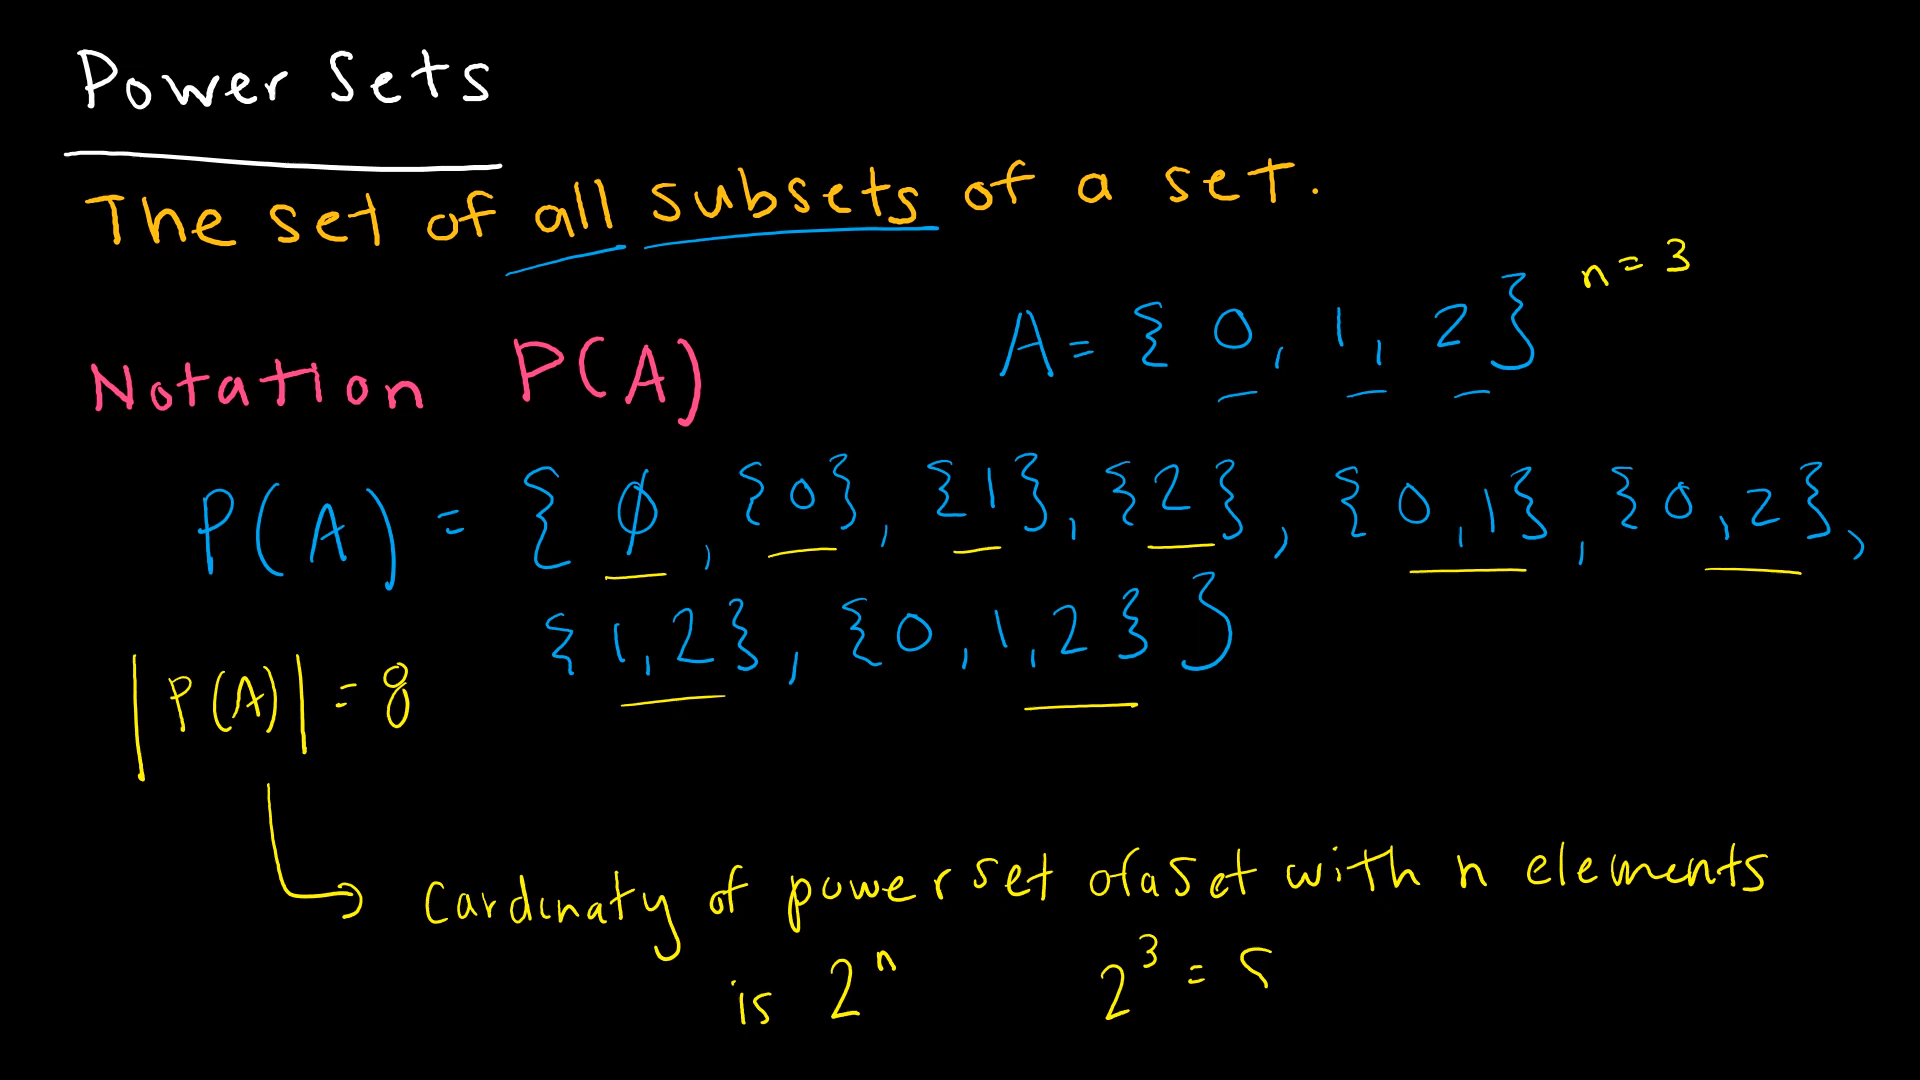 Power Sets
The set of all subsets of a set.
n = 3
A = { 0, 1, 2 }
Notation P(A)
P(A) = { ∅, {0}, {1}, {2}, {0,1}, {0,2},
{1,2}, {0,1,2} }
|P(A)| = 8
Cardinaty of power set of a set with n elements
is 2ⁿ 2³ =